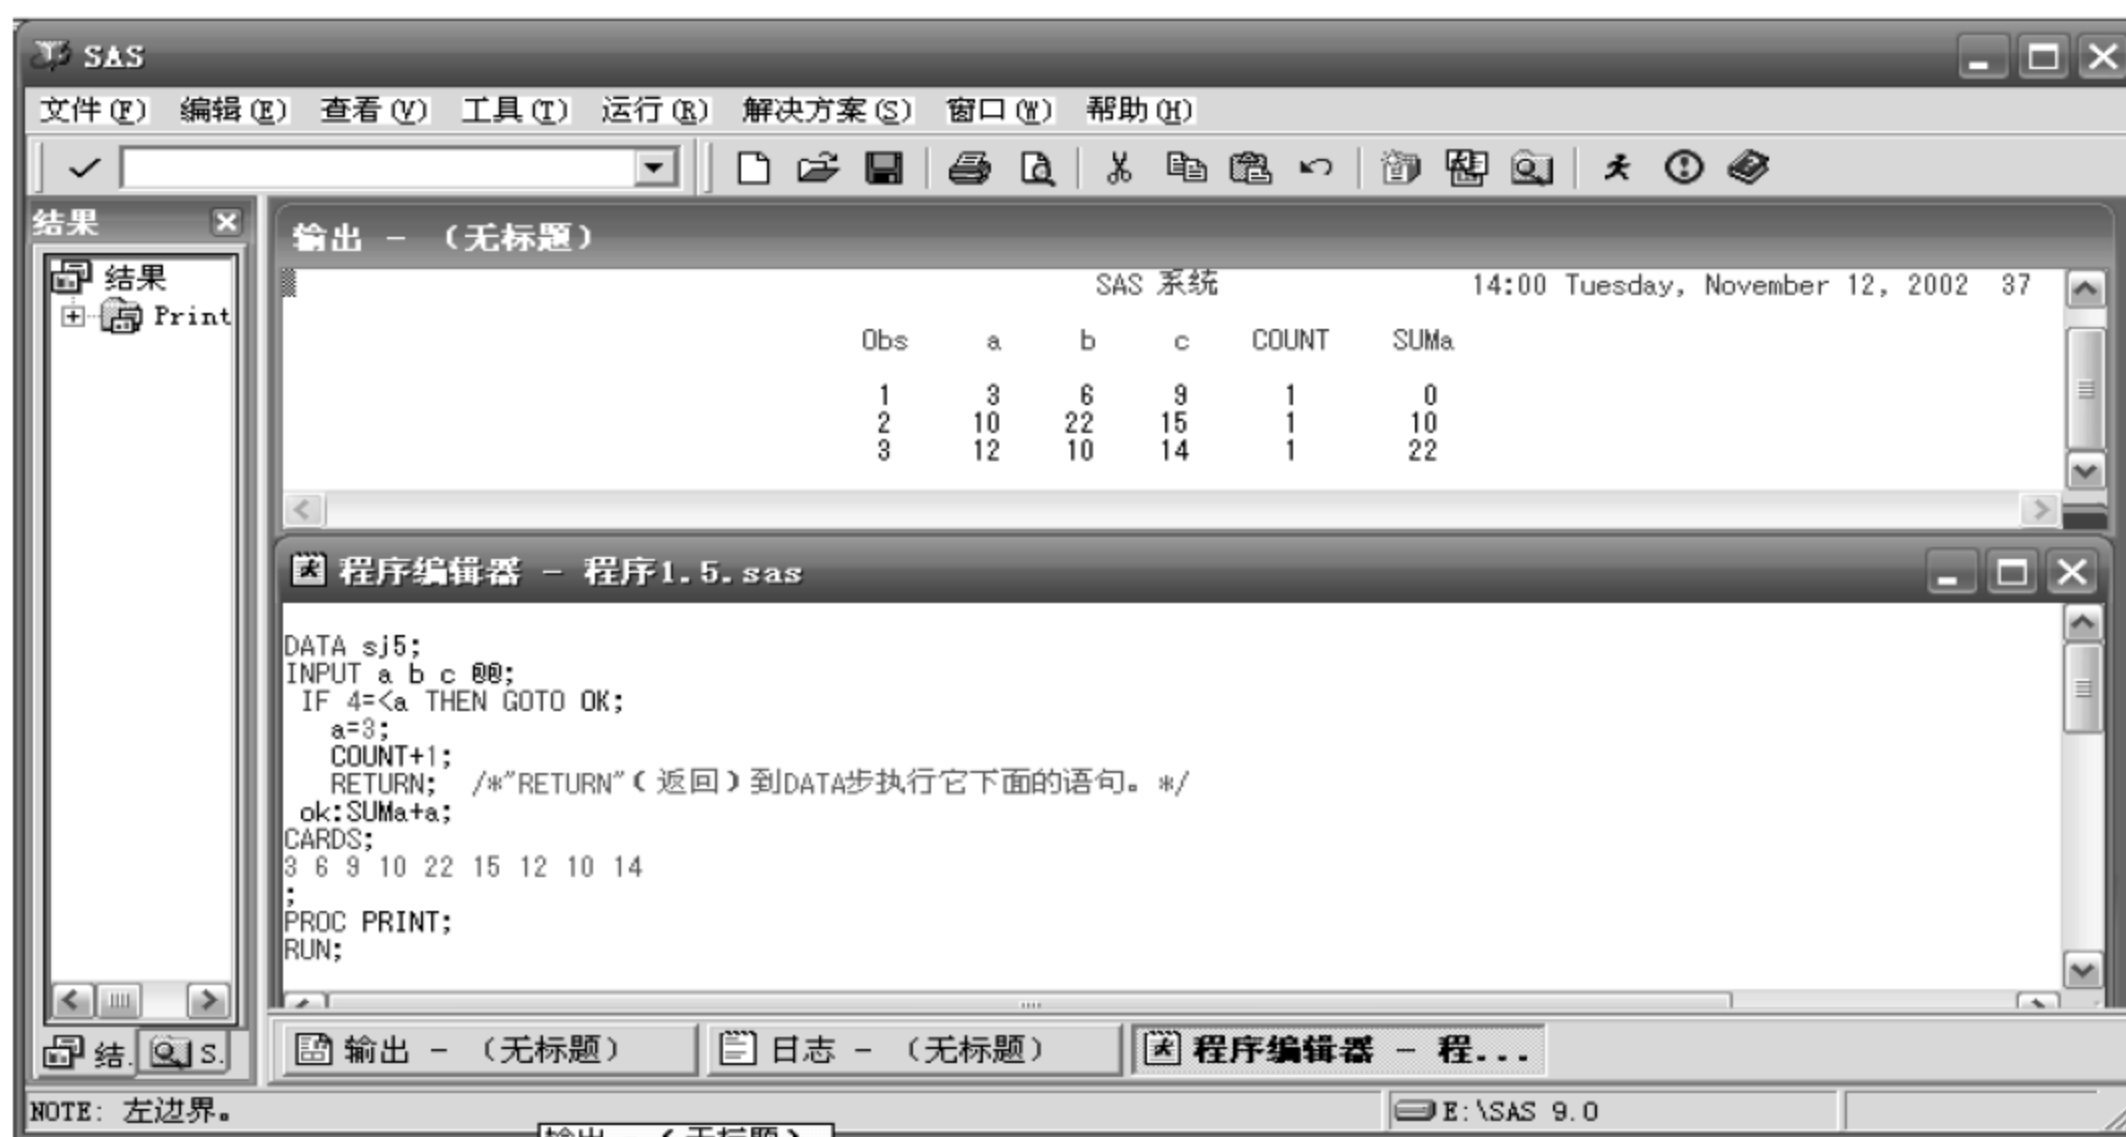 SAS
文件(F) 编辑(E) 查看(V) 工具(T) 运行(R) 解决方案(S) 窗口(W) 帮助(H)
结果
结果
Print
输出 - （无标题）
SAS 系统 14:00 Tuesday, November 12, 2002 37
Obs a b c COUNT SUMa
1 3 6 9 1 0
2 10 22 15 1 10
3 12 10 14 1 22
程序编辑器 - 程序1.5.sas
DATA sj5;
INPUT a b c @@;
IF 4=<a THEN GOTO OK;
a=3;
COUNT+1;
RETURN; /*"RETURN"(返回)到DATA步执行它下面的语句。*/
ok:SUMa+a;
CARDS;
3 6 9 10 22 15 12 10 14
;
PROC PRINT;
RUN;
结. S.
输出 - （无标题） 日志 - （无标题） 程序编辑器 - 程...
NOTE: 左边界。 E:\SAS 9.0
输出 - （无标题）